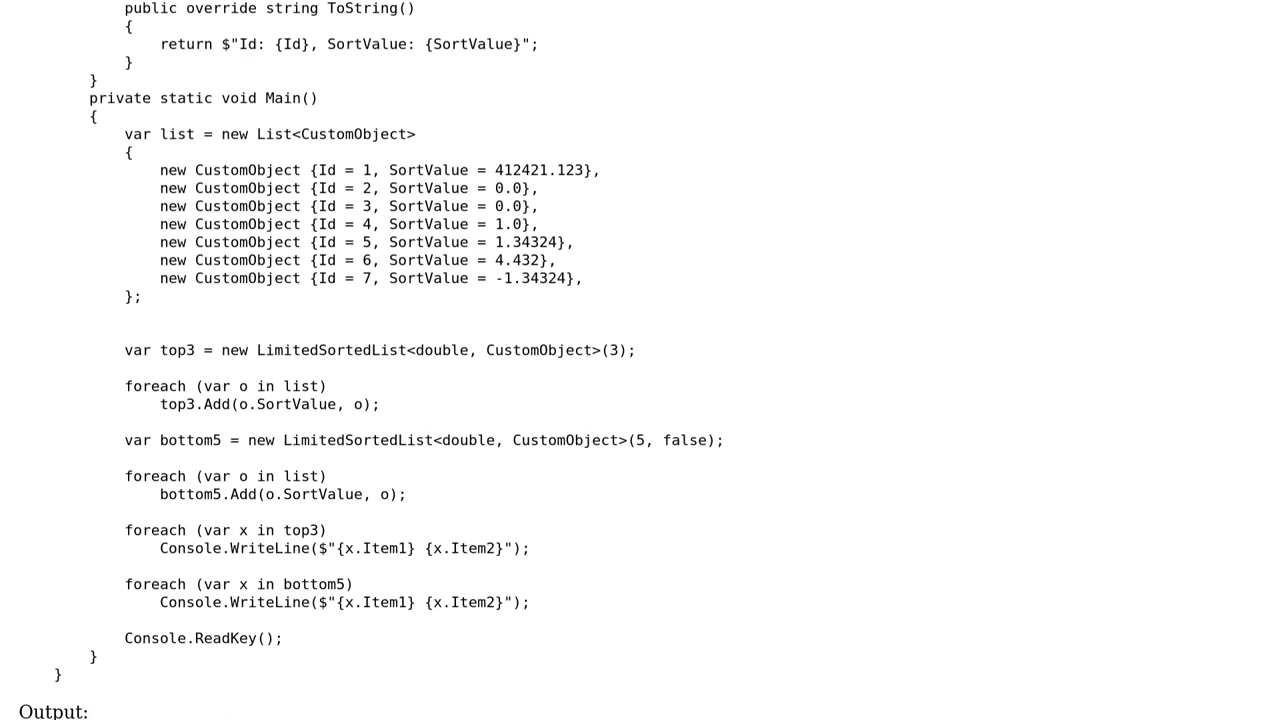 public override string ToString()
{
return $"Id: {Id}, SortValue: {SortValue}";
}
}
private static void Main()
{
var list = new List<CustomObject>
{
new CustomObject {Id = 1, SortValue = 412421.123},
new CustomObject {Id = 2, SortValue = 0.0},
new CustomObject {Id = 3, SortValue = 0.0},
new CustomObject {Id = 4, SortValue = 1.0},
new CustomObject {Id = 5, SortValue = 1.34324},
new CustomObject {Id = 6, SortValue = 4.432},
new CustomObject {Id = 7, SortValue = -1.34324},
};
var top3 = new LimitedSortedList<double, CustomObject>(3);
foreach (var o in list)
top3.Add(o.SortValue, o);
var bottom5 = new LimitedSortedList<double, CustomObject>(5, false);
foreach (var o in list)
bottom5.Add(o.SortValue, o);
foreach (var x in top3)
Console.WriteLine($"{x.Item1} {x.Item2}");
foreach (var x in bottom5)
Console.WriteLine($"{x.Item1} {x.Item2}");
Console.ReadKey();
}
}
Output: